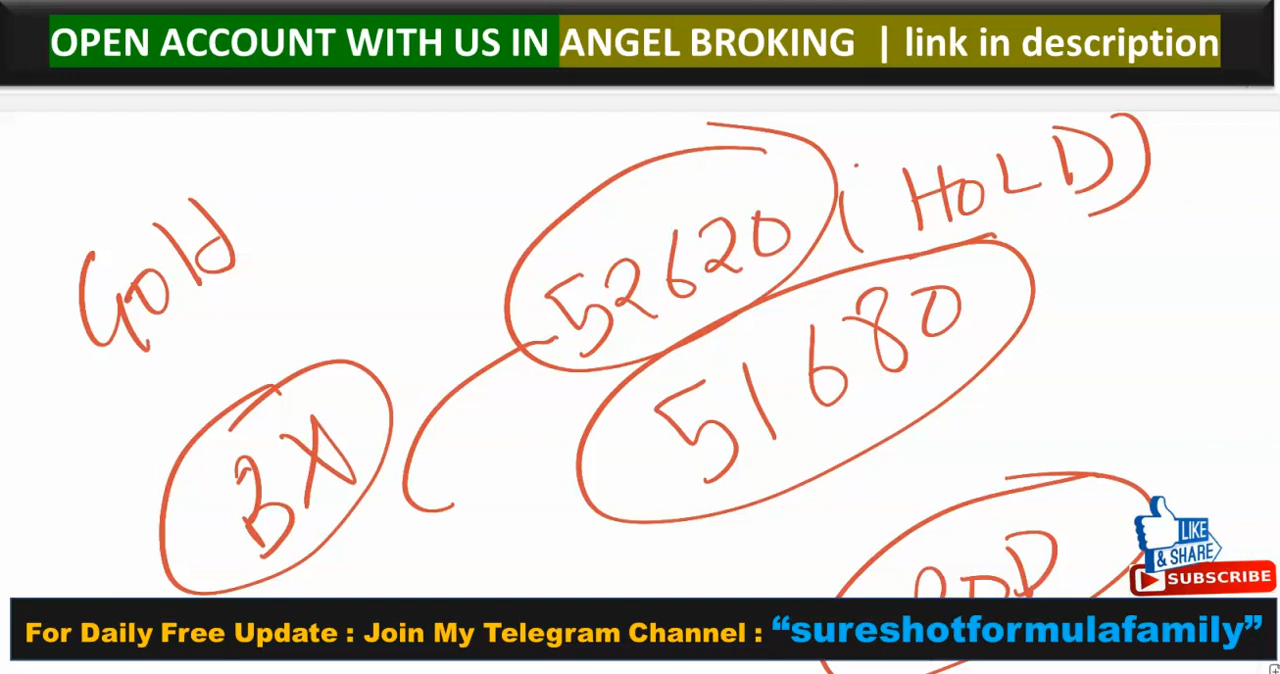 OPEN ACCOUNT WITH US IN ANGEL BROKING | link in description
Gold
52620 (HOLD)
51680
3X
LIKE
& SHARE
SUBSCRIBE
For Daily Free Update : Join My Telegram Channel : “sureshotformulafamily”